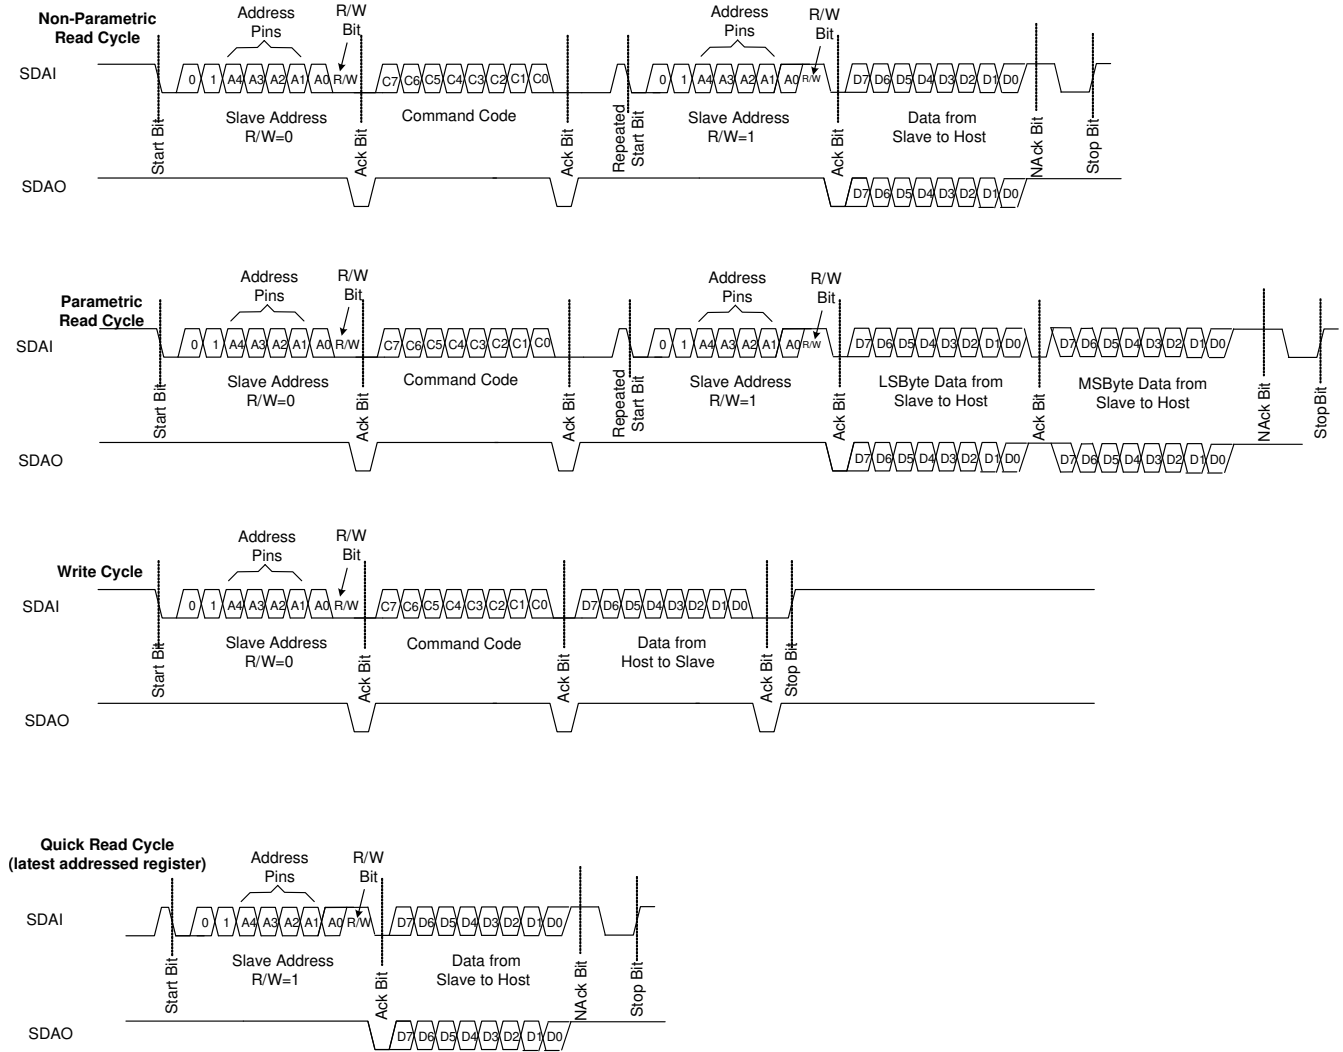 Non-Parametric
Read Cycle
Address
Pins
R/W
Bit
R/W
Bit
Address
Pins
SDAI
0 1 A4 A3 A2 A1 A0 R/W C7 C6 C5 C4 C3 C2 C1 C0 0 1 A4 A3 A2 A1 A0 R/W D7 D6 D5 D4 D3 D2 D1 D0
Start Bit
Slave Address
R/W=0
Ack Bit
Command Code
Ack Bit
Repeated
Start Bit
Slave Address
R/W=1
Ack Bit
Data from
Slave to Host
NAck Bit
Stop Bit
SDAO
D7 D6 D5 D4 D3 D2 D1 D0
Parametric
Read Cycle
Address
Pins
R/W
Bit
Address
Pins
R/W
Bit
SDAI
0 1 A4 A3 A2 A1 A0 R/W C7 C6 C5 C4 C3 C2 C1 C0 0 1 A4 A3 A2 A1 A0 R/W D7 D6 D5 D4 D3 D2 D1 D0 D7 D6 D5 D4 D3 D2 D1 D0
Start Bit
Slave Address
R/W=0
Ack Bit
Command Code
Ack Bit
Repeated
Start Bit
Slave Address
R/W=1
Ack Bit
LSByte Data from
Slave to Host
Ack Bit
MSByte Data from
Slave to Host
NAck Bit
Stop Bit
SDAO
D7 D6 D5 D4 D3 D2 D1 D0 D7 D6 D5 D4 D3 D2 D1 D0
Write Cycle
Address
Pins
R/W
Bit
SDAI
0 1 A4 A3 A2 A1 A0 R/W C7 C6 C5 C4 C3 C2 C1 C0 D7 D6 D5 D4 D3 D2 D1 D0
Start Bit
Slave Address
R/W=0
Ack Bit
Command Code
Ack Bit
Data from
Host to Slave
Ack Bit
Stop Bit
SDAO
Quick Read Cycle
(latest addressed register)
Address
Pins
R/W
Bit
SDAI
0 1 A4 A3 A2 A1 A0 R/W D7 D6 D5 D4 D3 D2 D1 D0
Start Bit
Slave Address
R/W=1
Ack Bit
Data from
Slave to Host
NAck Bit
Stop Bit
SDAO
D7 D6 D5 D4 D3 D2 D1 D0